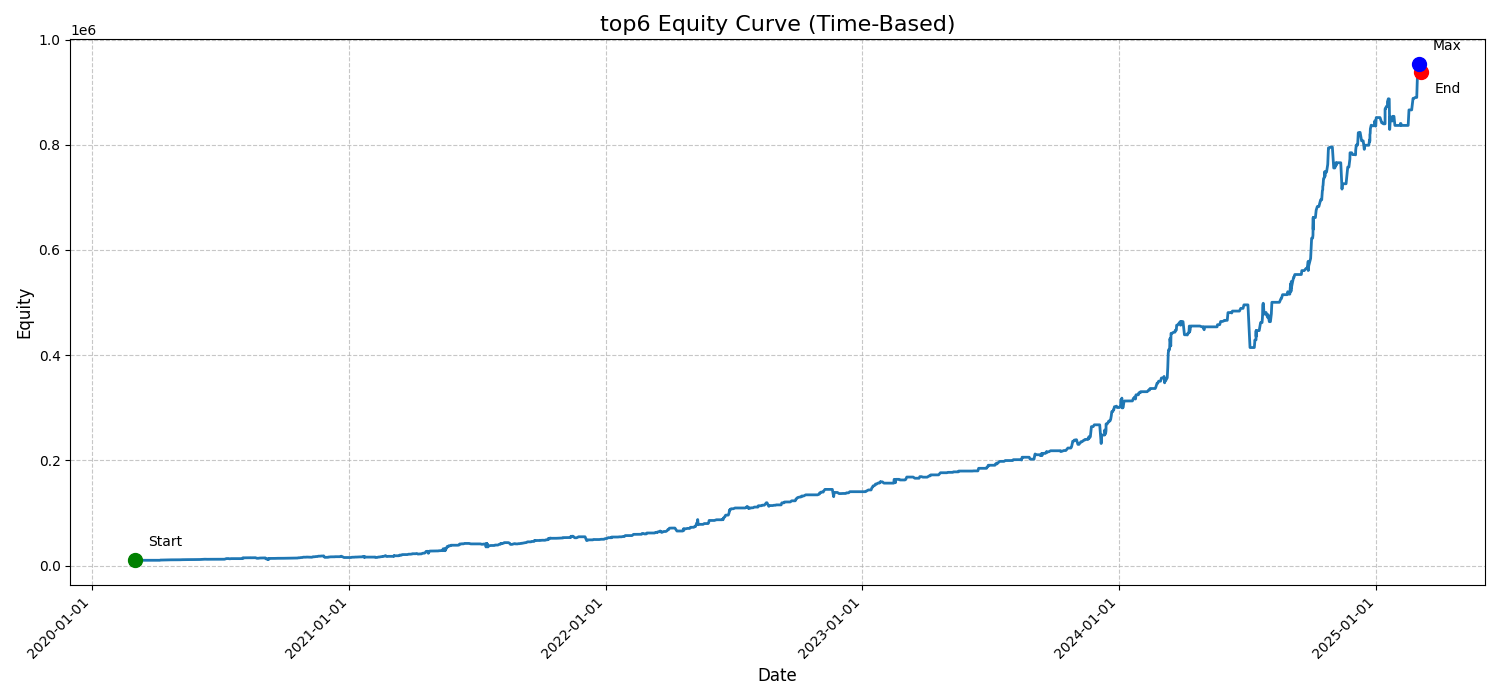 top6 Equity Curve (Time-Based)
1e6
1.0
0.8
0.6
0.4
0.2
0.0
Equity
Start
Max
End
2020-01-01
2021-01-01
2022-01-01
2023-01-01
2024-01-01
2025-01-01
Date